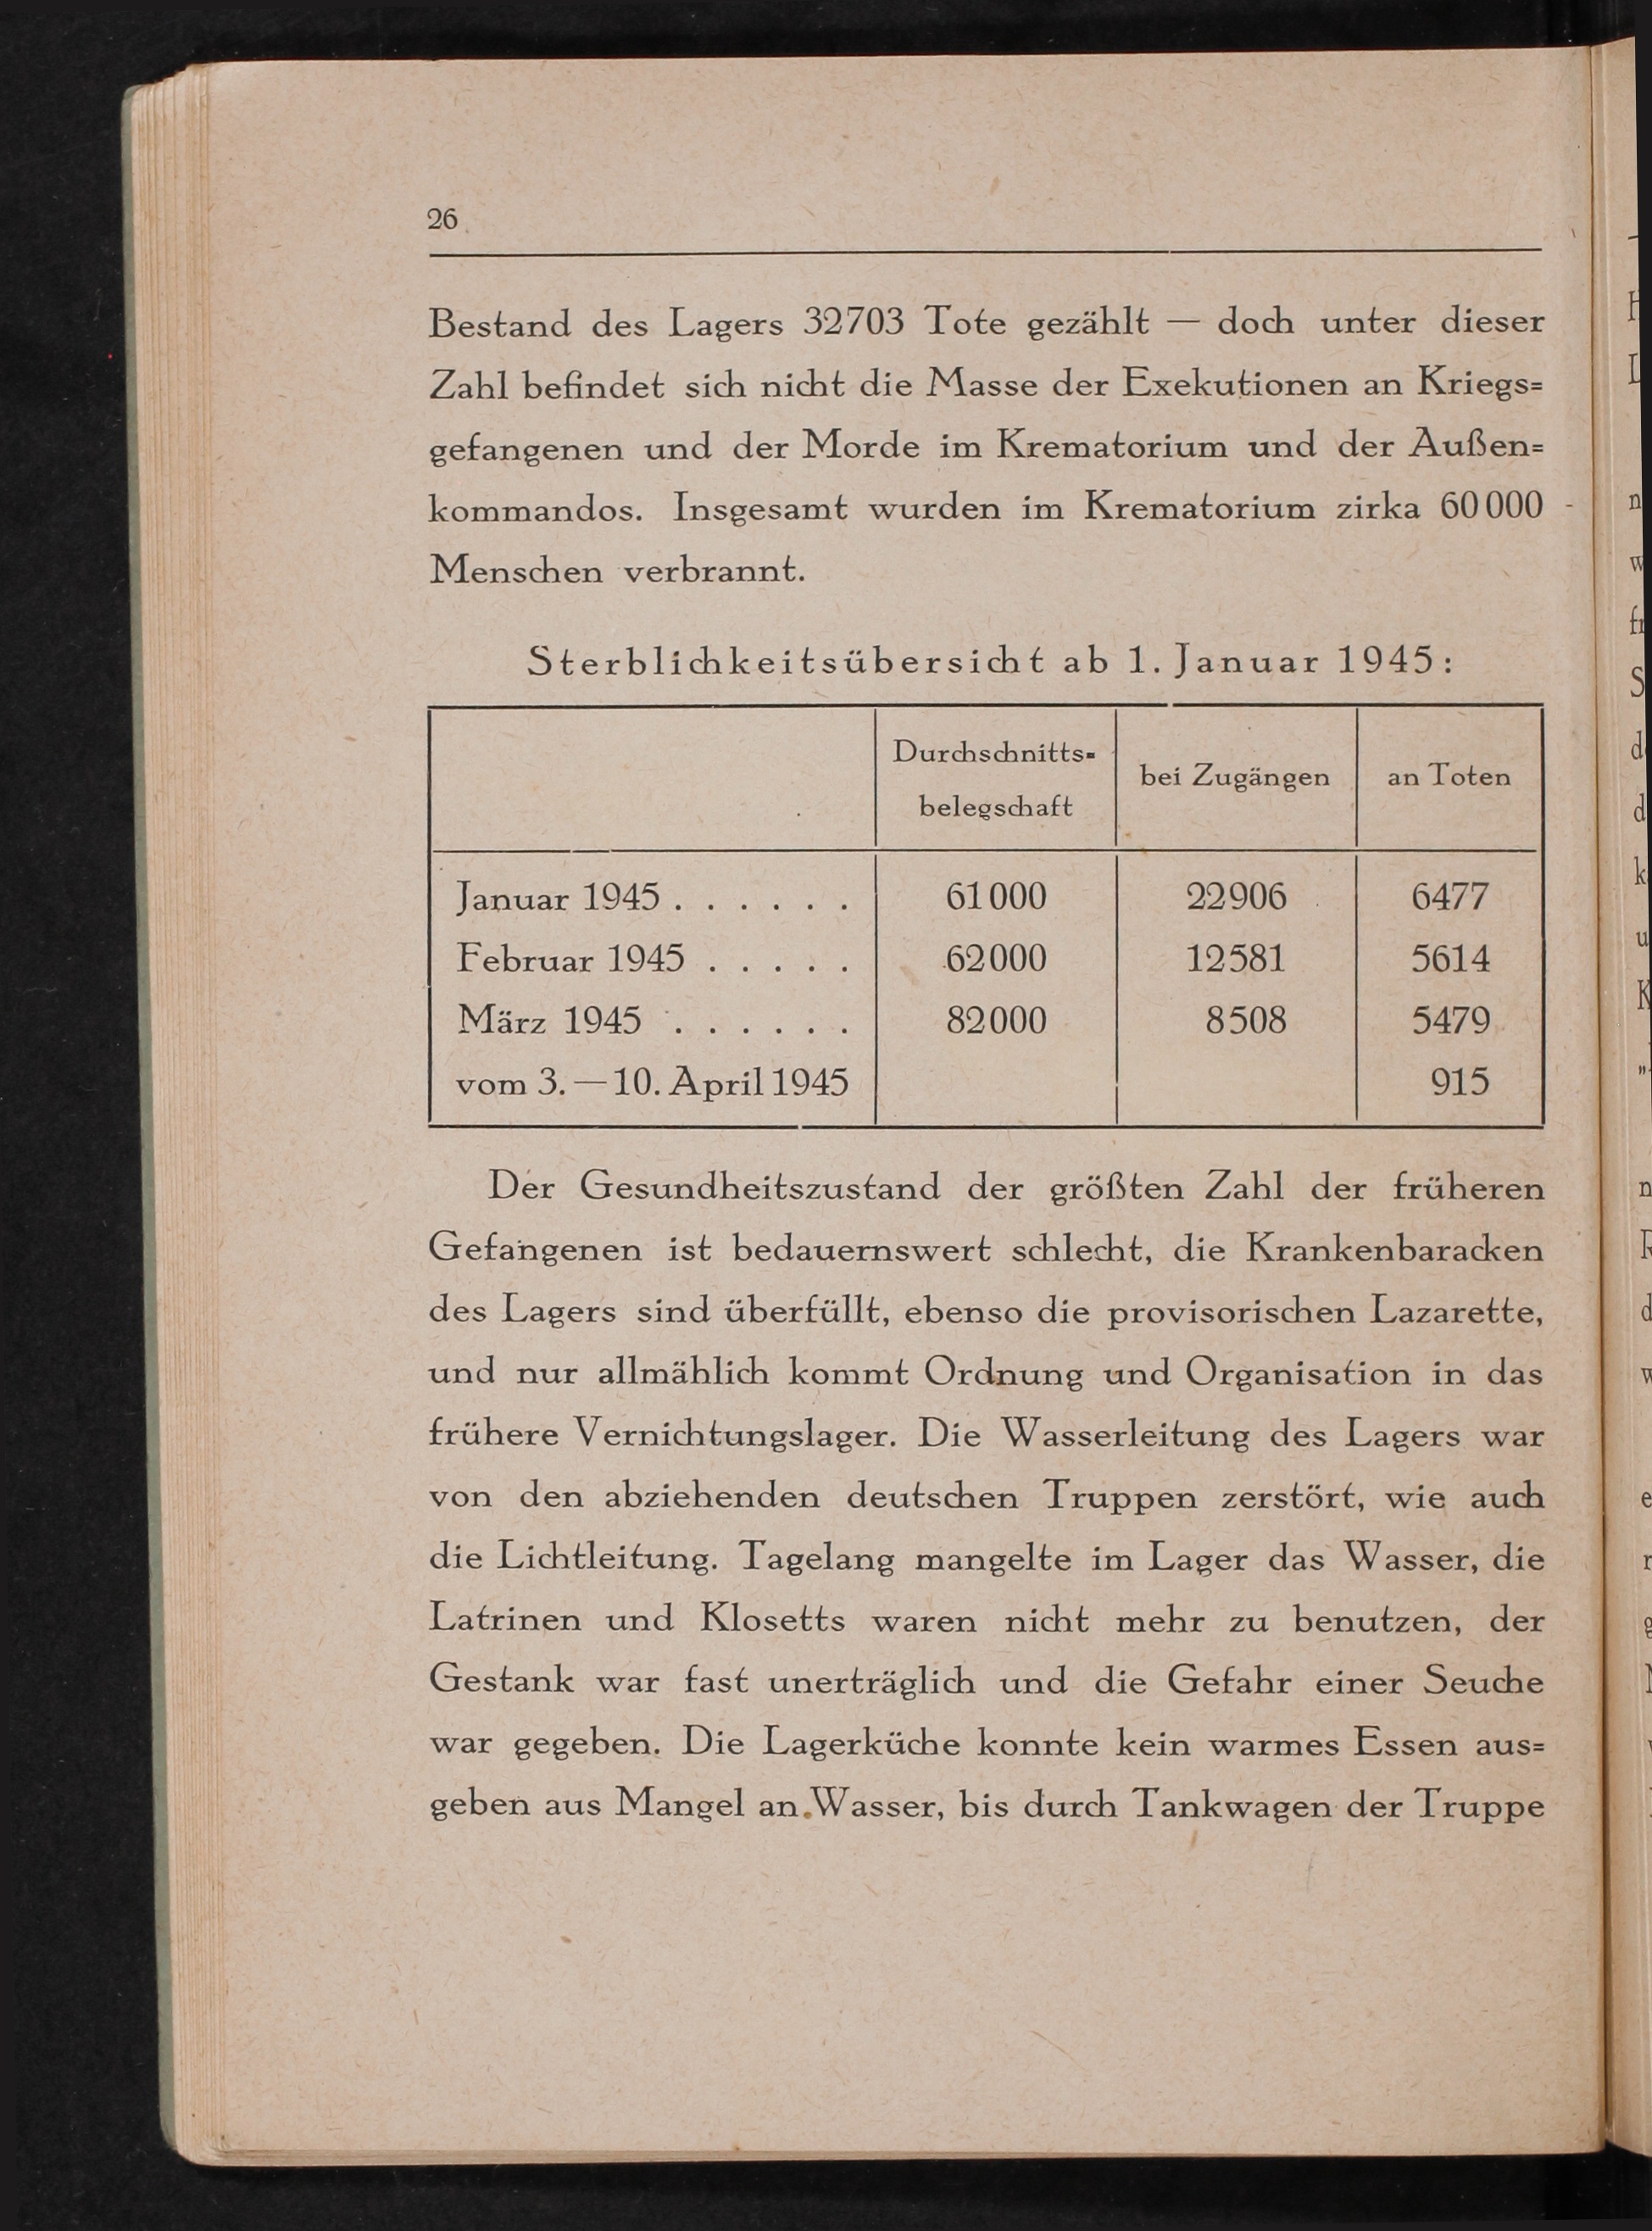 26
Bestand des Lagers 32703 Tote gezählt — doch unter dieser
Zahl befindet sich nicht die Masse der Exekutionen an Kriegs=
gefangenen und der Morde im Krematorium und der Außen=
kommandos. Insgesamt wurden im Krematorium zirka 60000
Menschen verbrannt.
Sterblichkeitsübersicht ab 1. Januar 1945:
Durchschnitts=
belegschaft bei Zugängen an Toten
Januar 1945 . . . . . . 61000 22906 6477
Februar 1945 . . . . . 62000 12581 5614
März 1945 . . . . . . 82000 8508 5479
vom 3.—10. April 1945 915
Der Gesundheitszustand der größten Zahl der früheren
Gefangenen ist bedauernswert schlecht, die Krankenbaracken
des Lagers sind überfüllt, ebenso die provisorischen Lazarette,
und nur allmählich kommt Ordnung und Organisation in das
frühere Vernichtungslager. Die Wasserleitung des Lagers war
von den abziehenden deutschen Truppen zerstört, wie auch
die Lichtleitung. Tagelang mangelte im Lager das Wasser, die
Latrinen und Klosetts waren nicht mehr zu benutzen, der
Gestank war fast unerträglich und die Gefahr einer Seuche
war gegeben. Die Lagerküche konnte kein warmes Essen aus=
geben aus Mangel an Wasser, bis durch Tankwagen der Truppe